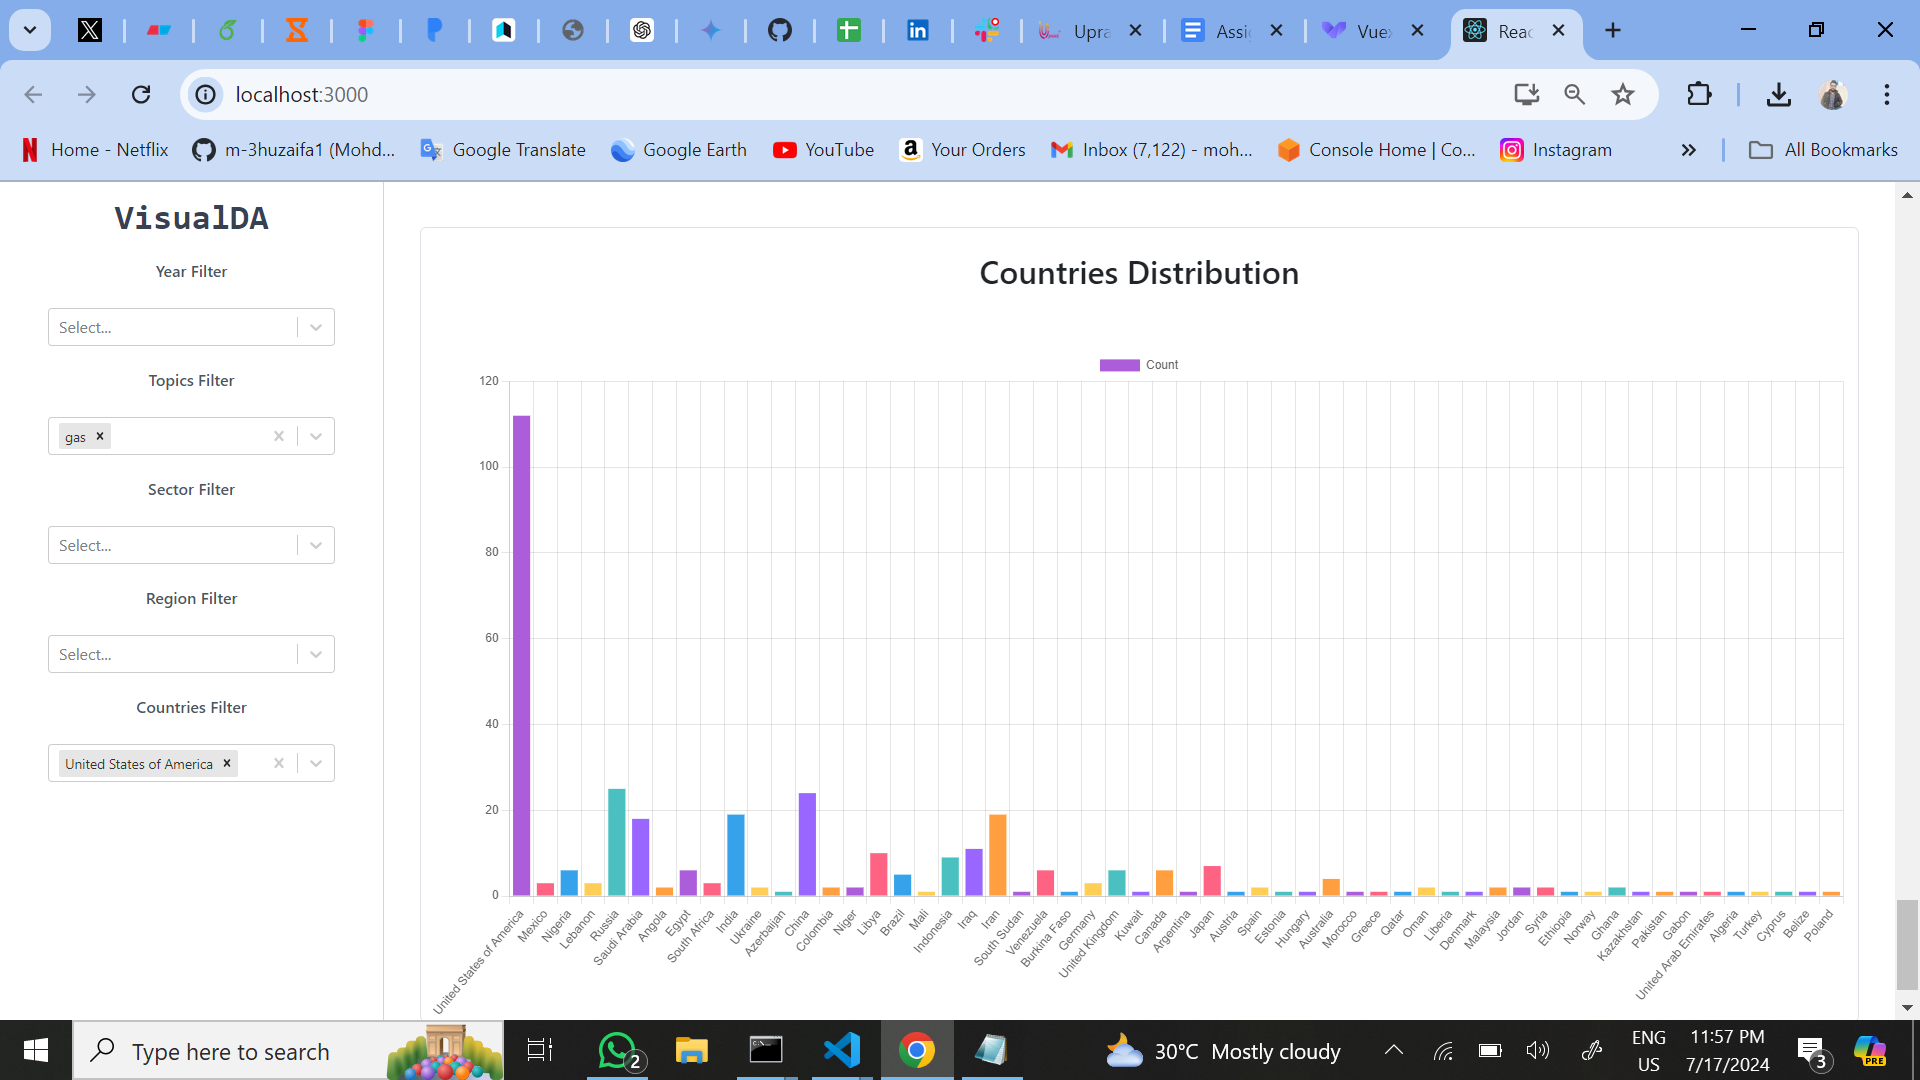 Upra
Assi
Vue
Reac
localhost:3000
Home - Netflix
m-3huzaifa1 (Mohd...
Google Translate
Google Earth
YouTube
Your Orders
Inbox (7,122) - moh...
Console Home | Co...
Instagram
All Bookmarks
VisualDA
Year Filter
Select...
Topics Filter
gas
Sector Filter
Select...
Region Filter
Select...
Countries Filter
United States of America
Countries Distribution
Count
120
100
80
60
40
20
0
United States of America
Mexico
Nigeria
Lebanon
Russia
Saudi Arabia
Angola
Egypt
South Africa
India
Ukraine
Azerbaijan
China
Colombia
Niger
Libya
Brazil
Mali
Indonesia
Iraq
Iran
South Sudan
Venezuela
Burkina Faso
Germany
United Kingdom
Kuwait
Canada
Argentina
Japan
Austria
Spain
Estonia
Hungary
Australia
Morocco
Greece
Qatar
Oman
Liberia
Denmark
Malaysia
Jordan
Syria
Ethiopia
Norway
Ghana
Kazakhstan
Pakistan
Gabon
United Arab Emirates
Algeria
Turkey
Cyprus
Belize
Poland
Type here to search
2
30°C Mostly cloudy
ENG
US
11:57 PM
7/17/2024
3
PRE